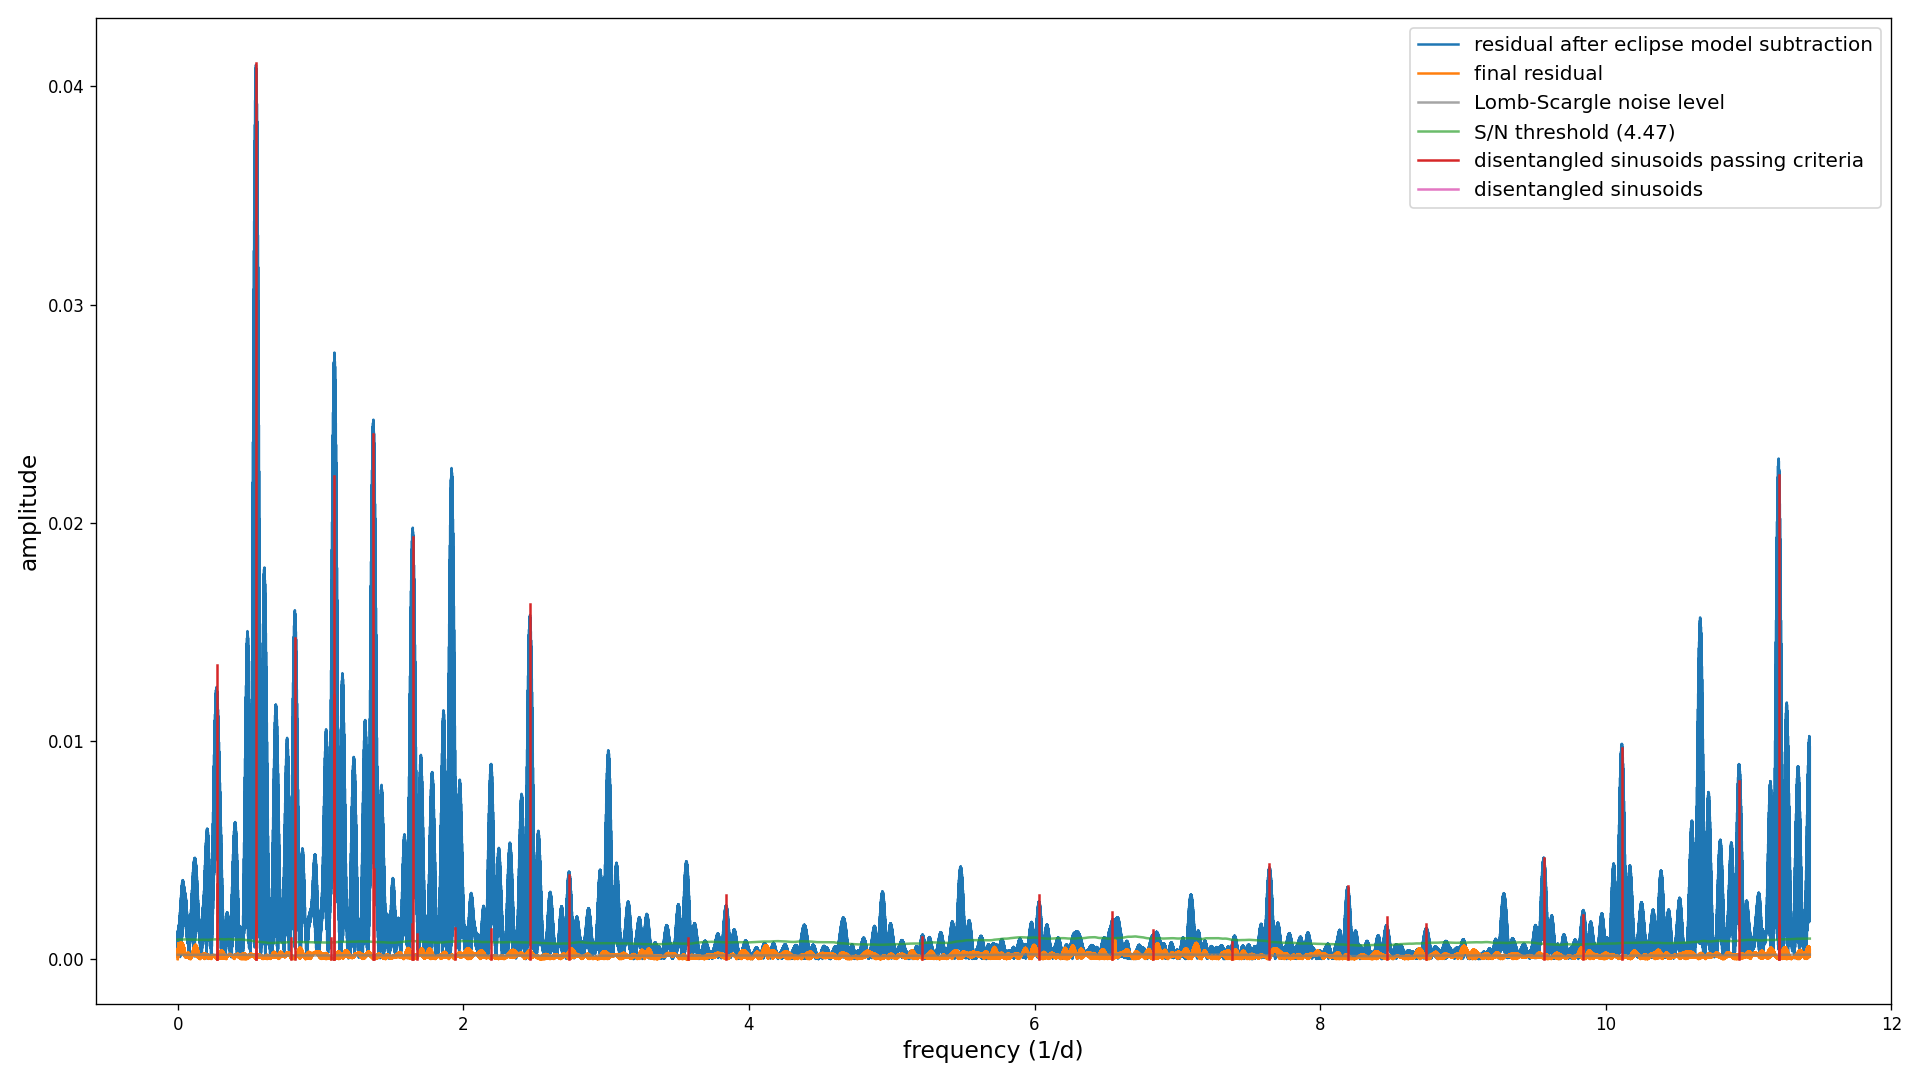 residual after eclipse model subtraction
final residual
Lomb-Scargle noise level
S/N threshold (4.47)
disentangled sinusoids passing criteria
disentangled sinusoids
amplitude
0.04
0.03
0.02
0.01
0.00
0 2 4 6 8 10 12
frequency (1/d)